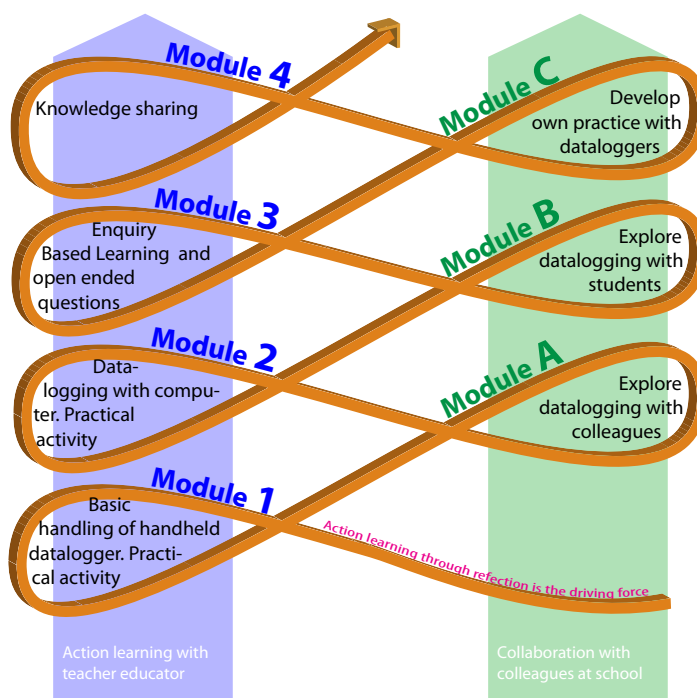 Module 4
Knowledge sharing
Module C
Develop
own practice with
dataloggers
Module 3
Enquiry
Based Learning and
open ended
questions
Module B
Explore
datalogging with
students
Module 2
Data-
logging with compu-
ter. Practical
activity
Module A
Explore
datalogging with
colleagues
Module 1
Basic
handling of handheld
datalogger. Practi-
cal activity
Action learning through refection is the driving force
Action learning with
teacher educator
Collaboration with
colleagues at school